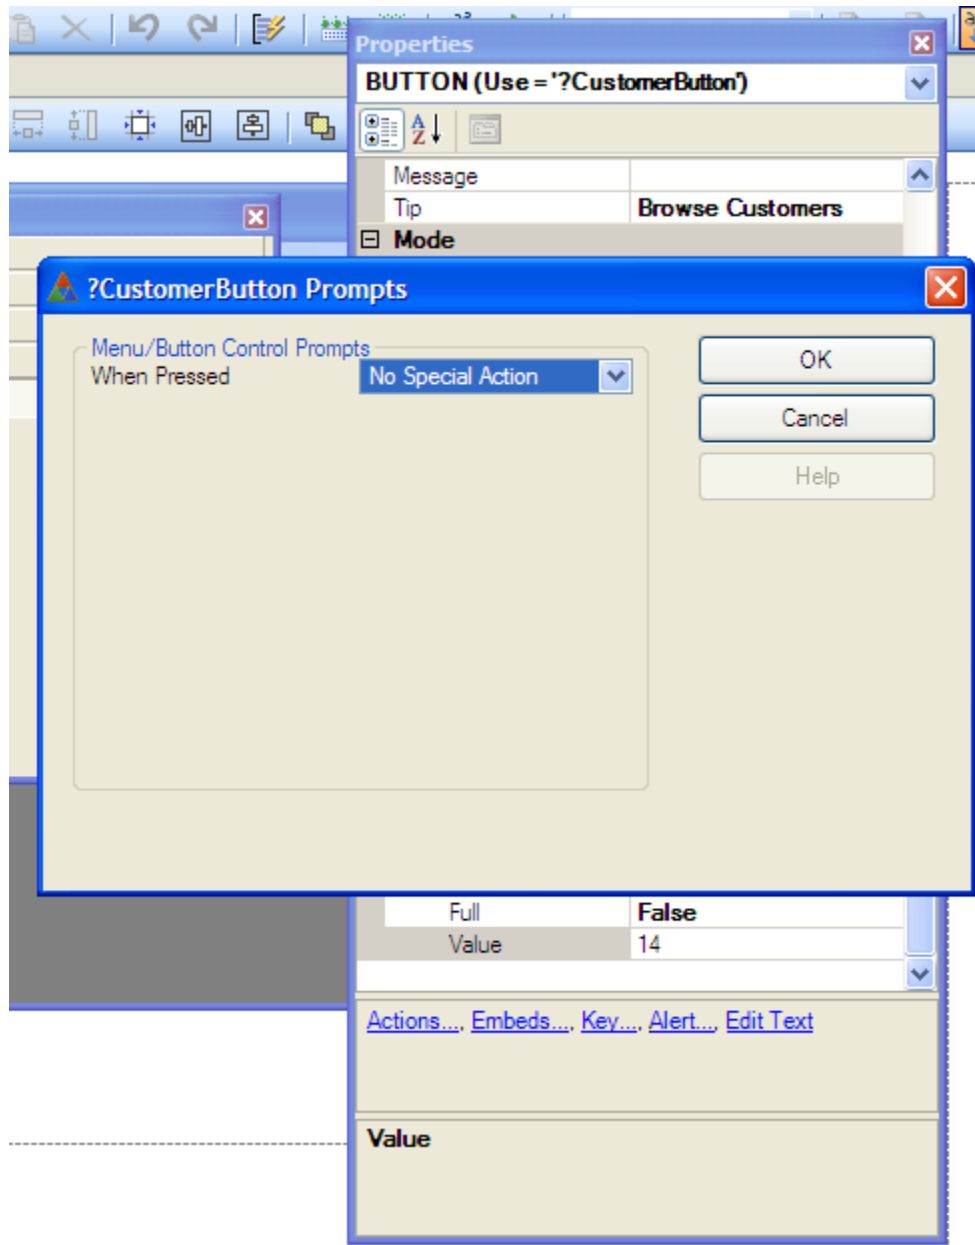 Properties
BUTTON (Use = '?CustomerButton')
A
Z
Message
Tip Browse Customers
Mode
?CustomerButton Prompts
Menu/Button Control Prompts
When Pressed No Special Action
OK
Cancel
Help
Full False
Value 14
Actions..., Embeds..., Key..., Alert..., Edit Text
Value